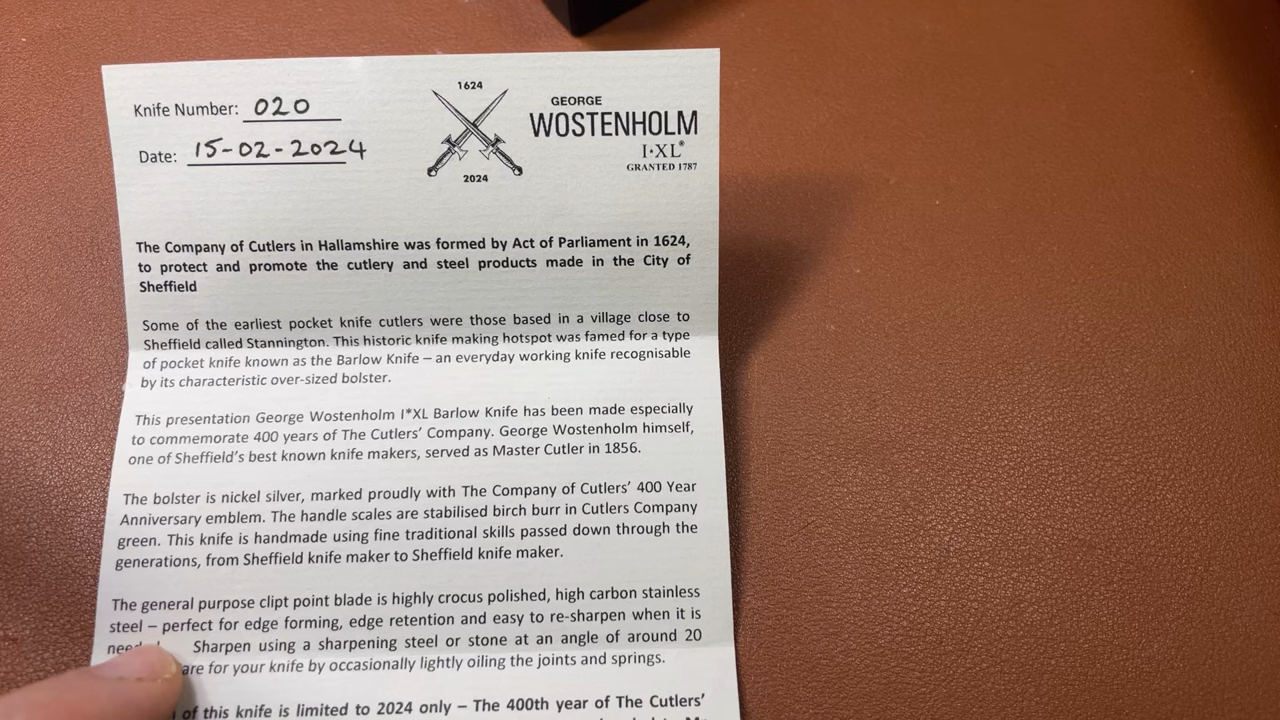 Knife Number: 020
Date: 15-02-2024
1624
2024
GEORGE
WOSTENHOLM
I·XL®
GRANTED 1787
The Company of Cutlers in Hallamshire was formed by Act of Parliament in 1624,
to protect and promote the cutlery and steel products made in the City of
Sheffield
Some of the earliest pocket knife cutlers were those based in a village close to
Sheffield called Stannington. This historic knife making hotspot was famed for a type
of pocket knife known as the Barlow Knife – an everyday working knife recognisable
by its characteristic over-sized bolster.
This presentation George Wostenholm I*XL Barlow Knife has been made especially
to commemorate 400 years of The Cutlers' Company. George Wostenholm himself,
one of Sheffield's best known knife makers, served as Master Cutler in 1856.
The bolster is nickel silver, marked proudly with The Company of Cutlers' 400 Year
Anniversary emblem. The handle scales are stabilised birch burr in Cutlers Company
green. This knife is handmade using fine traditional skills passed down through the
generations, from Sheffield knife maker to Sheffield knife maker.
The general purpose clipt point blade is highly crocus polished, high carbon stainless
steel – perfect for edge forming, edge retention and easy to re-sharpen when it is
Sharpen using a sharpening steel or stone at an angle of around 20
for your knife by occasionally lightly oiling the joints and springs.
of this knife is limited to 2024 only – The 400th year of The Cutlers'